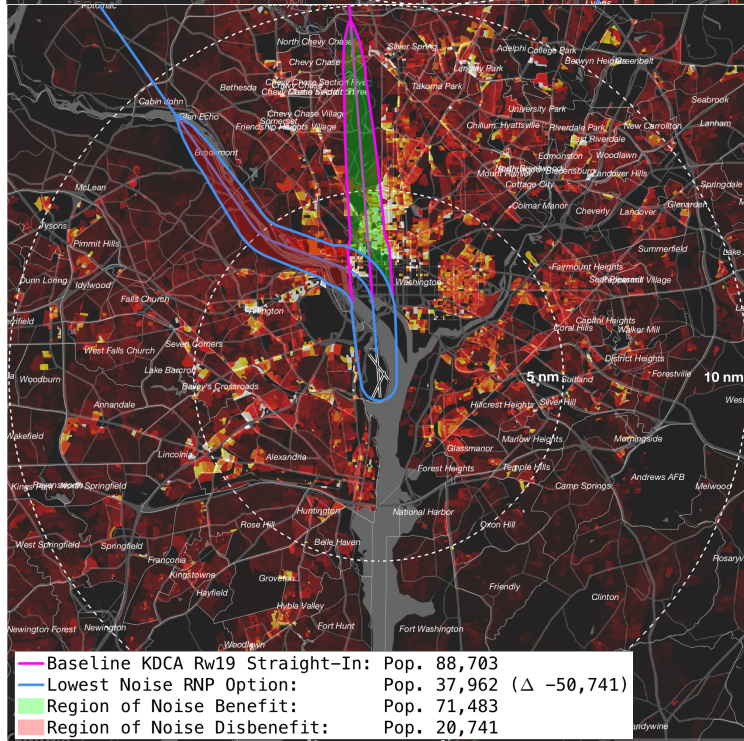 Potomac
North Chevy Chase
Silver Spring
Adelphi
College Park
Langley Park
Berwyn Heights
Greenbelt
Chevy Chase
Bethesda
Takoma Park
Seabrook
Cabin John
Glen Echo
Chevy Chase Village
University Park
Somerset
Friendship Heights Village
Chillum
Hyattsville
Riverdale Park
New Carrollton
Lanham
East Riverdale
Brookmont
Edmonston
Woodlawn
Landover Hills
Bladensburg
Mount Rainier
Cottage City
McLean
Springdale
Colmar Manor
Cheverly
Landover
Glenarden
Tysons
Pimmit Hills
Summerfield
Lake
Dunn Loring
Idylwood
Washington
Fairmount Heights
Falls Church
Arlington
Capitol Heights
Coral Hills
Walker Mill
West Falls Church
Seven Corners
District Heights
Lake Barcroft
Woodburn
Bailey's Crossroads
5 nm
Suitland
Forestville
10 nm
Annandale
Hillcrest Heights
Silver Hill
West
Wakefield
Lincolnia
Alexandria
Glassmanor
Marlow Heights
Morningside
Forest Heights
Temple Hills
Andrews AFB
North Springfield
Camp Springs
Melwood
Huntington
National Harbor
Rose Hill
Oxon Hill
West Springfield
Springfield
Belle Haven
Franconia
Rosaryv
Kingstowne
Groveton
Hayfield
Friendly
Clinton
Hybla Valley
Newington Forest
Newington
Fort Hunt
Fort Washington
Woodlawn
Baseline KDCA Rw19 Straight-In: Pop. 88,703
Lowest Noise RNP Option: Pop. 37,962 (Δ -50,741)
Region of Noise Benefit: Pop. 71,483
Region of Noise Disbenefit: Pop. 20,741